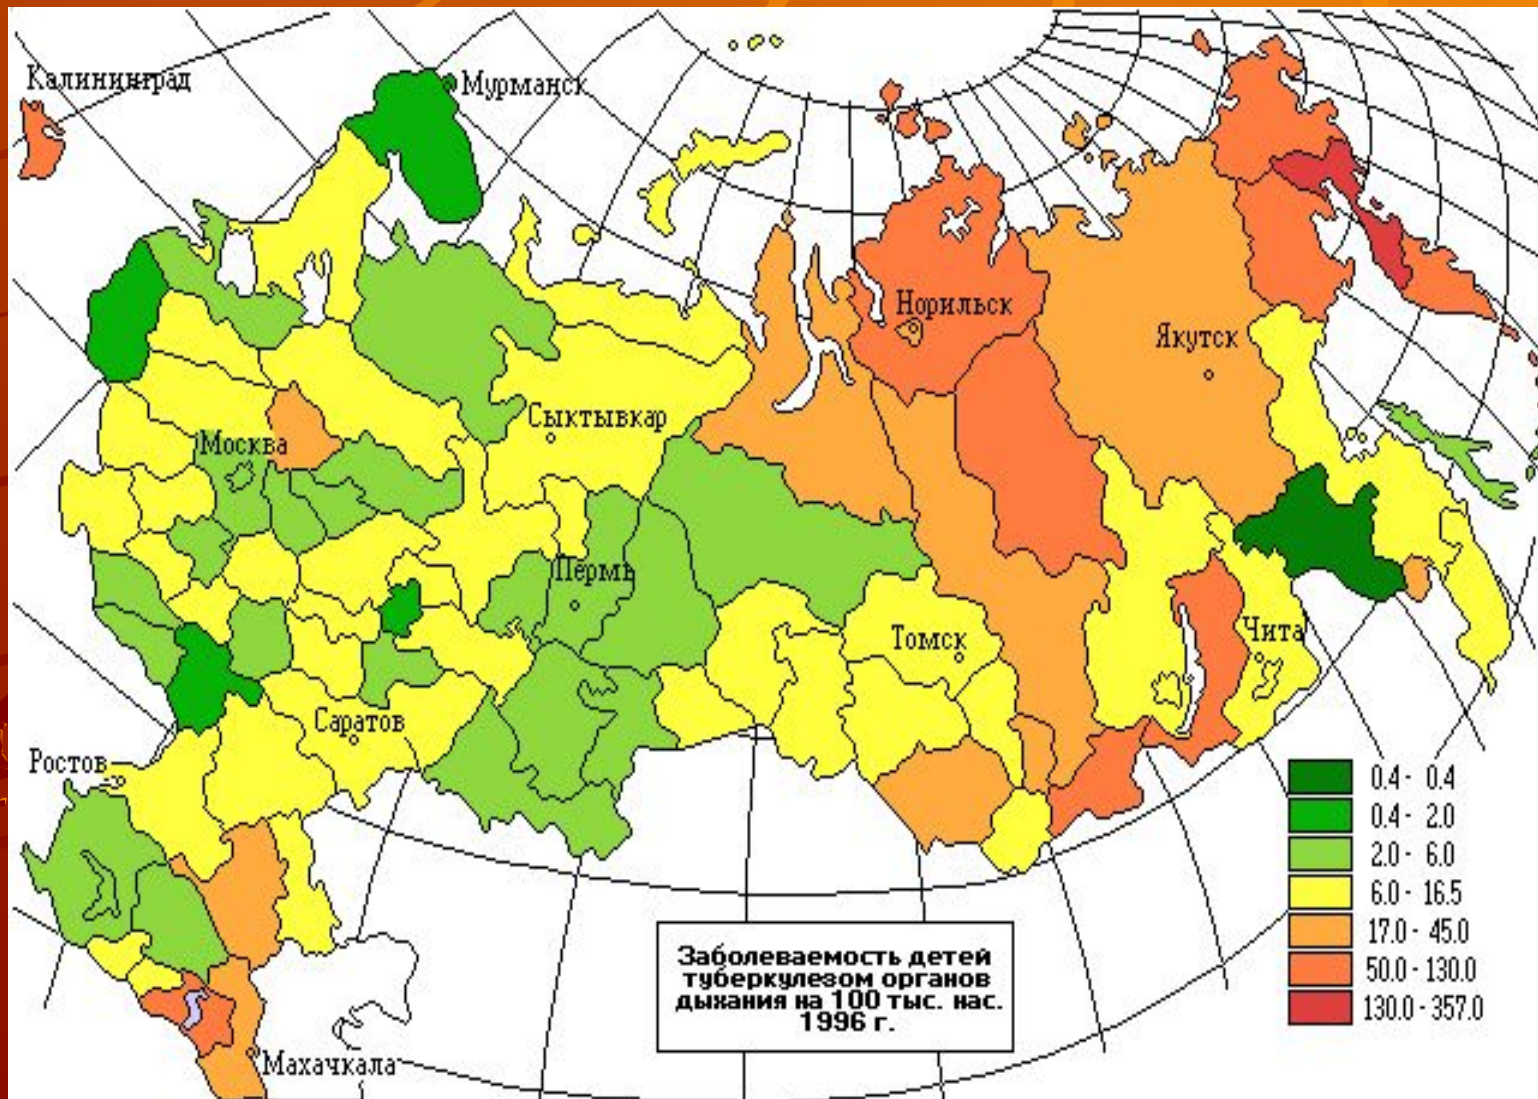 Калининград
Мурманск
Норильск
Якутск
Сыктывкар
Москва
Пермь
Томск
Чита
Саратов
Ростов
0.4 - 0.4
0.4 - 2.0
2.0 - 6.0
6.0 - 16.5
17.0 - 45.0
50.0 - 130.0
130.0 - 357.0
Заболеваемость детей
туберкулезом органов
дыхания на 100 тыс. нас.
1996 г.
Махачкала